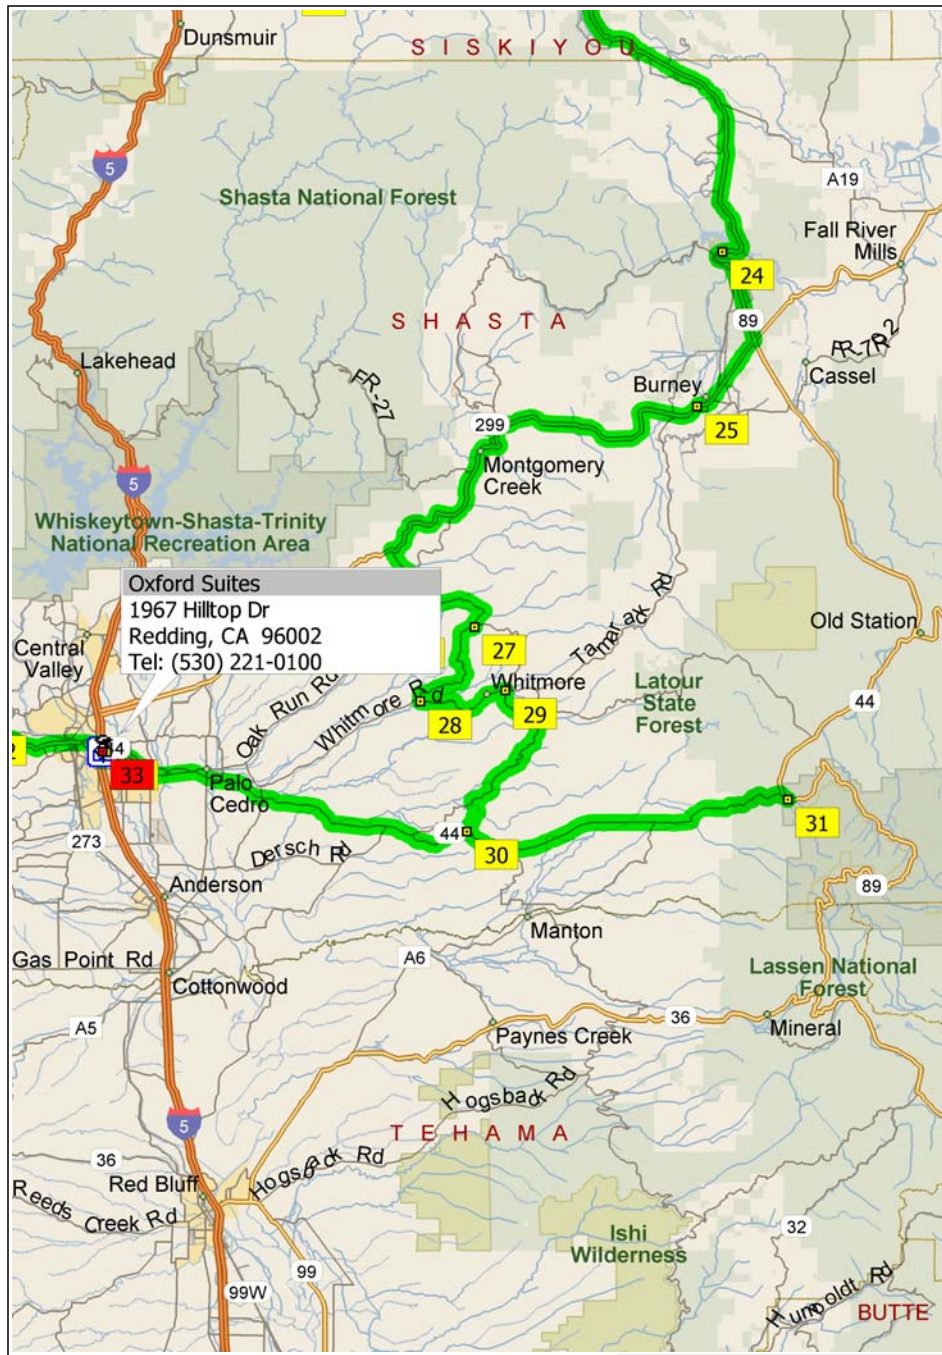 Dunsmuir
SISKIYOU
5
A19
Shasta National Forest
Fall River
Mills
24
SHASTA
89
FR-7R02
Lakehead
FR-27
Burney
Cassel
299
25
Montgomery
Creek
5
Whiskeytown-Shasta-Trinity
National Recreation Area
Oxford Suites
1967 Hilltop Dr
Redding, CA 96002
Tel: (530) 221-0100
Tamarack Rd
Old Station
Central
Valley
27
Oak Run Rd
Whitmore Rd
Whitmore
Latour
State
Forest
44
28
29
33
Palo
Cedro
31
44
30
273
Dersch Rd
89
Anderson
Manton
Gas Point Rd
A6
Lassen National
Forest
Cottonwood
A5
36
Mineral
Paynes Creek
Hogsback Rd
5
TEHAMA
36
Hogsback Rd
Red Bluff
Reeds
Creek Rd
32
Ishi
Wilderness
99
99W
Humboldt Rd
BUTTE